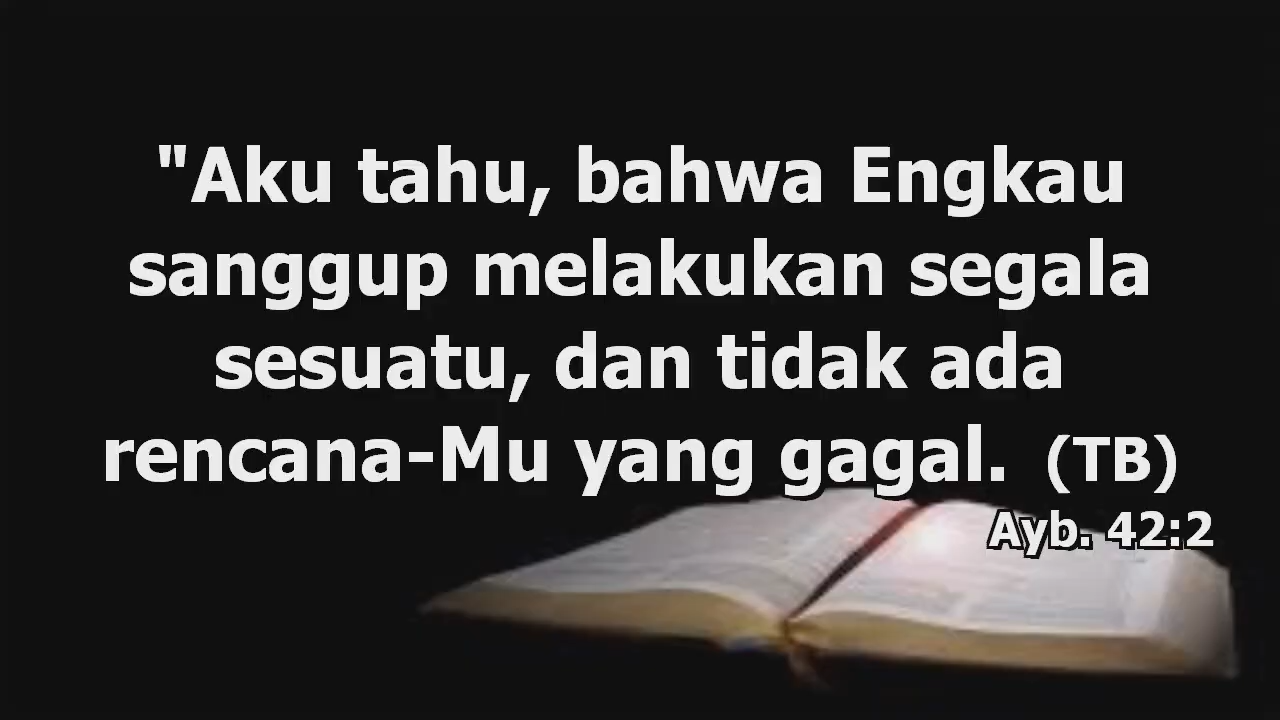 "Aku tahu, bahwa Engkau
sanggup melakukan segala
sesuatu, dan tidak ada
rencana-Mu yang gagal. (TB)
Ayb. 42:2